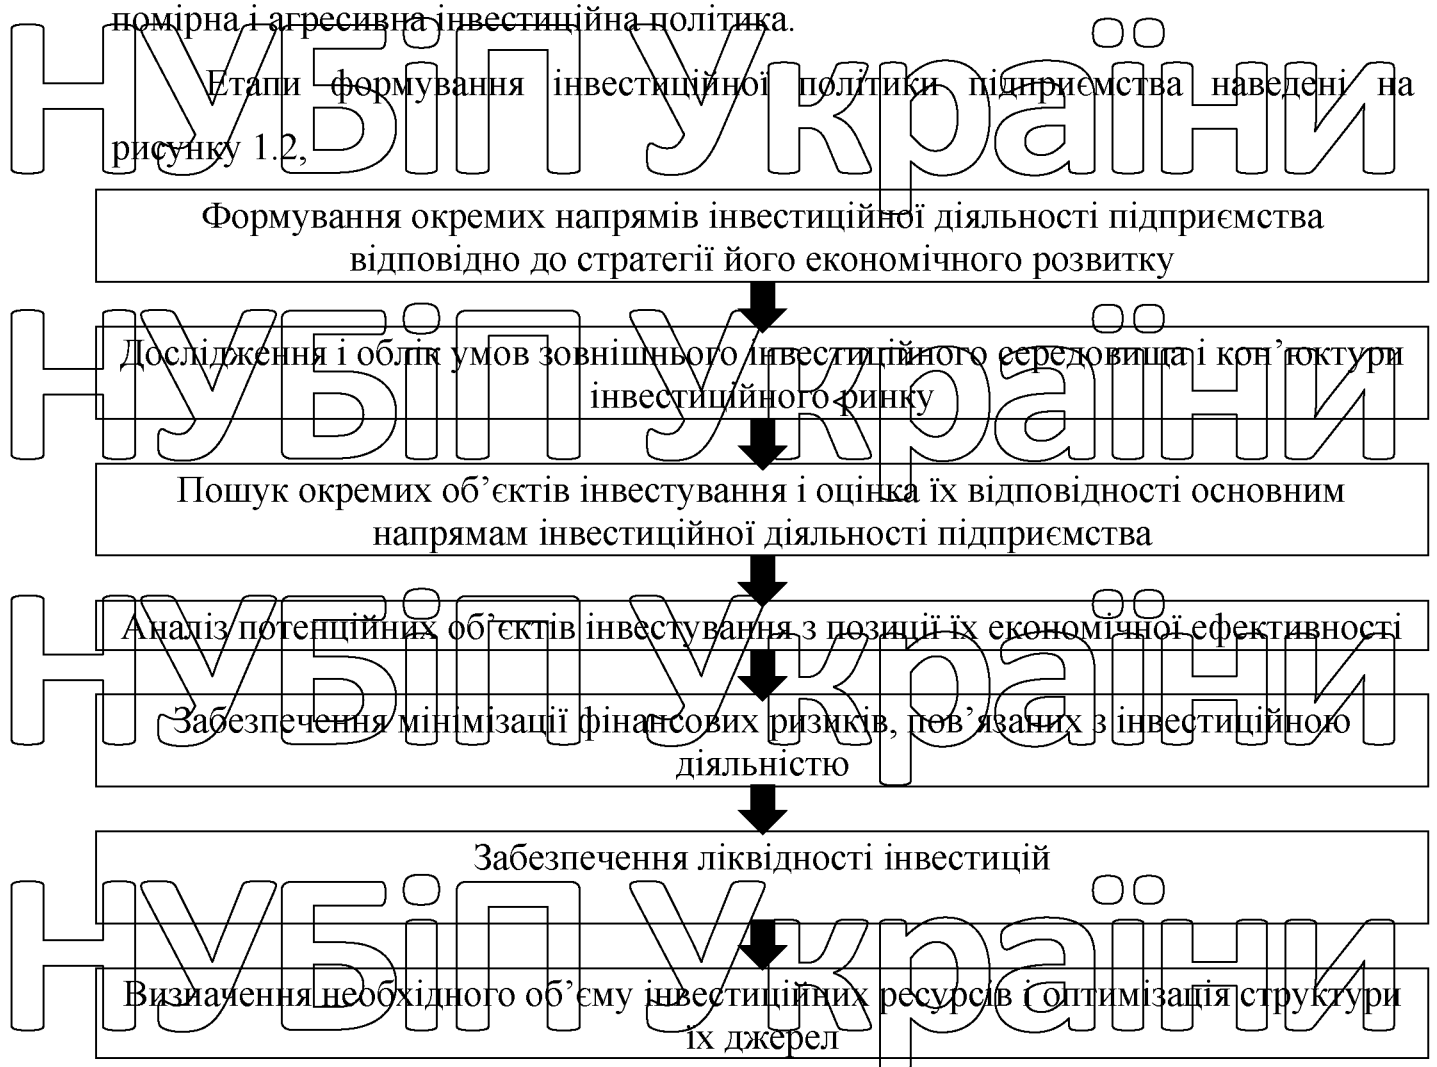 помірна і агресивна інвестиційна політика.
Етапи формування інвестиційної політики підприємства наведені на
рисунку 1.2,
НУБіП України
Формування окремих напрямів інвестиційної діяльності підприємства
відповідно до стратегії його економічного розвитку
Дослідження і облік умов зовнішнього інвестиційного середовища і кон’юктури
інвестиційного ринку
НУБіП України
Пошук окремих об’єктів інвестування і оцінка їх відповідності основним
напрямам інвестиційної діяльності підприємства
Аналіз потенційних об’єктів інвестування з позиції їх економічної ефективності
НУБіП України
Забезпечення мінімізації фінансових ризиків, пов’язаних з інвестиційною
діяльністю
Забезпечення ліквідності інвестицій
НУБіП України
Визначення необхідного об’єму інвестиційних ресурсів і оптимізація структури
їх джерел